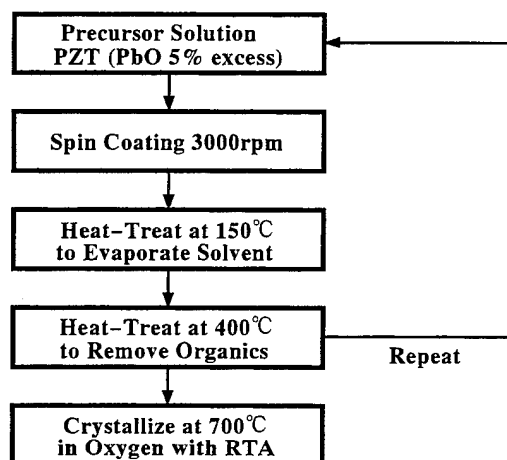 Precursor Solution
PZT (PbO 5% excess)
Spin Coating 3000rpm
Heat-Treat at 150℃
to Evaporate Solvent
Heat-Treat at 400℃
to Remove Organics
Repeat
Crystallize at 700℃
in Oxygen with RTA